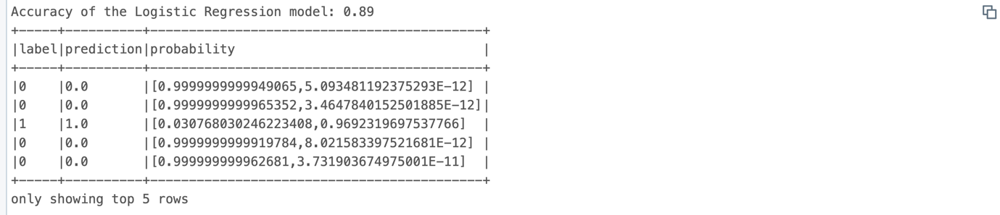 Accuracy of the Logistic Regression model: 0.89
+-----+----------+-------------------------------------------+
|label|prediction|probability                                |
+-----+----------+-------------------------------------------+
|0    |0.0       |[0.9999999999949065,5.093481192375293E-12] |
|0    |0.0       |[0.9999999999965352,3.4647840152501885E-12]|
|1    |1.0       |[0.030768030246223408,0.9692319697537766]  |
|0    |0.0       |[0.9999999999919784,8.021583397521681E-12] |
|0    |0.0       |[0.999999999962681,3.731903674975001E-11]  |
+-----+----------+-------------------------------------------+
only showing top 5 rows